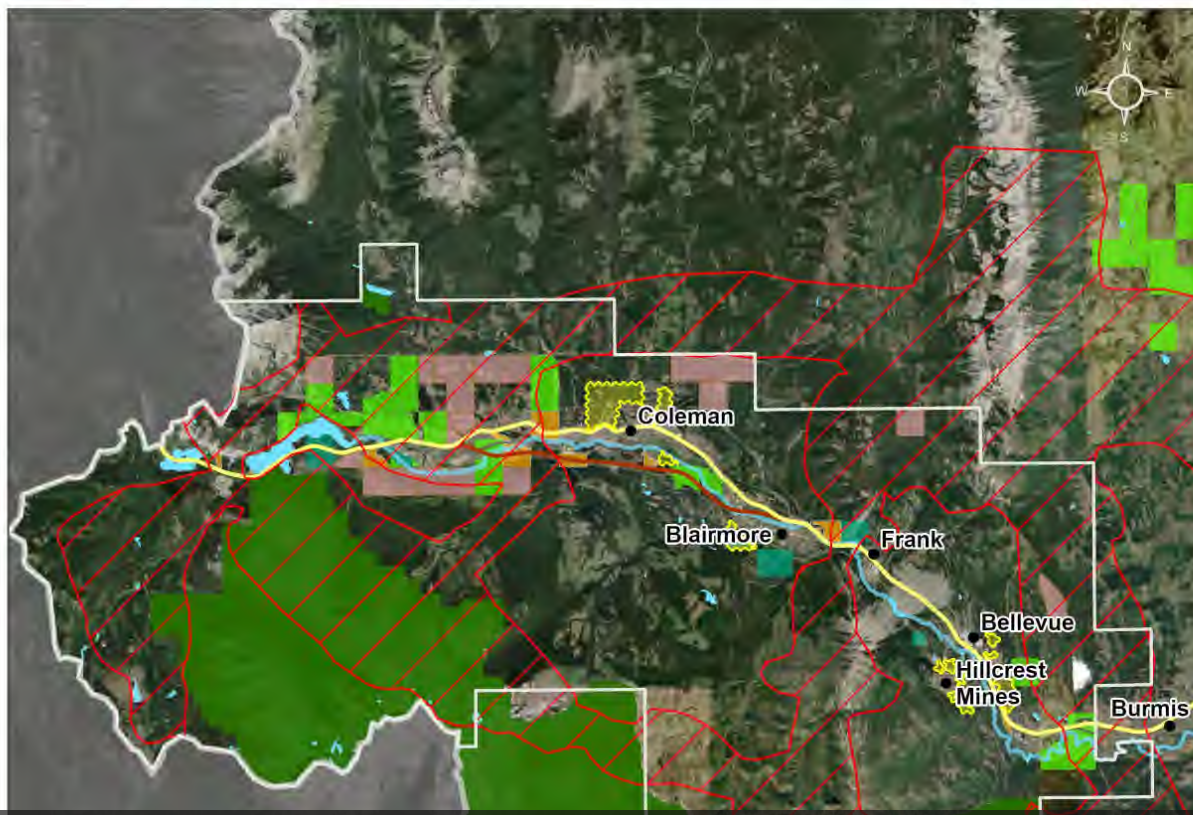 N
W
E
S
Coleman
Blairmore
Frank
Bellevue
Hillcrest
Mines
Burmis